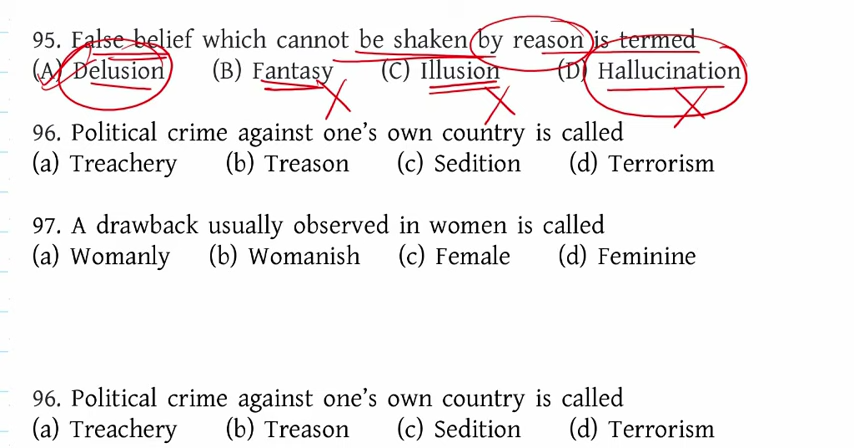 95. False belief which cannot be shaken by reason is termed
(A) Delusion (B) Fantasy (C) Illusion (D) Hallucination
96. Political crime against one's own country is called
(a) Treachery (b) Treason (c) Sedition (d) Terrorism
97. A drawback usually observed in women is called
(a) Womanly (b) Womanish (c) Female (d) Feminine
96. Political crime against one's own country is called
(a) Treachery (b) Treason (c) Sedition (d) Terrorism